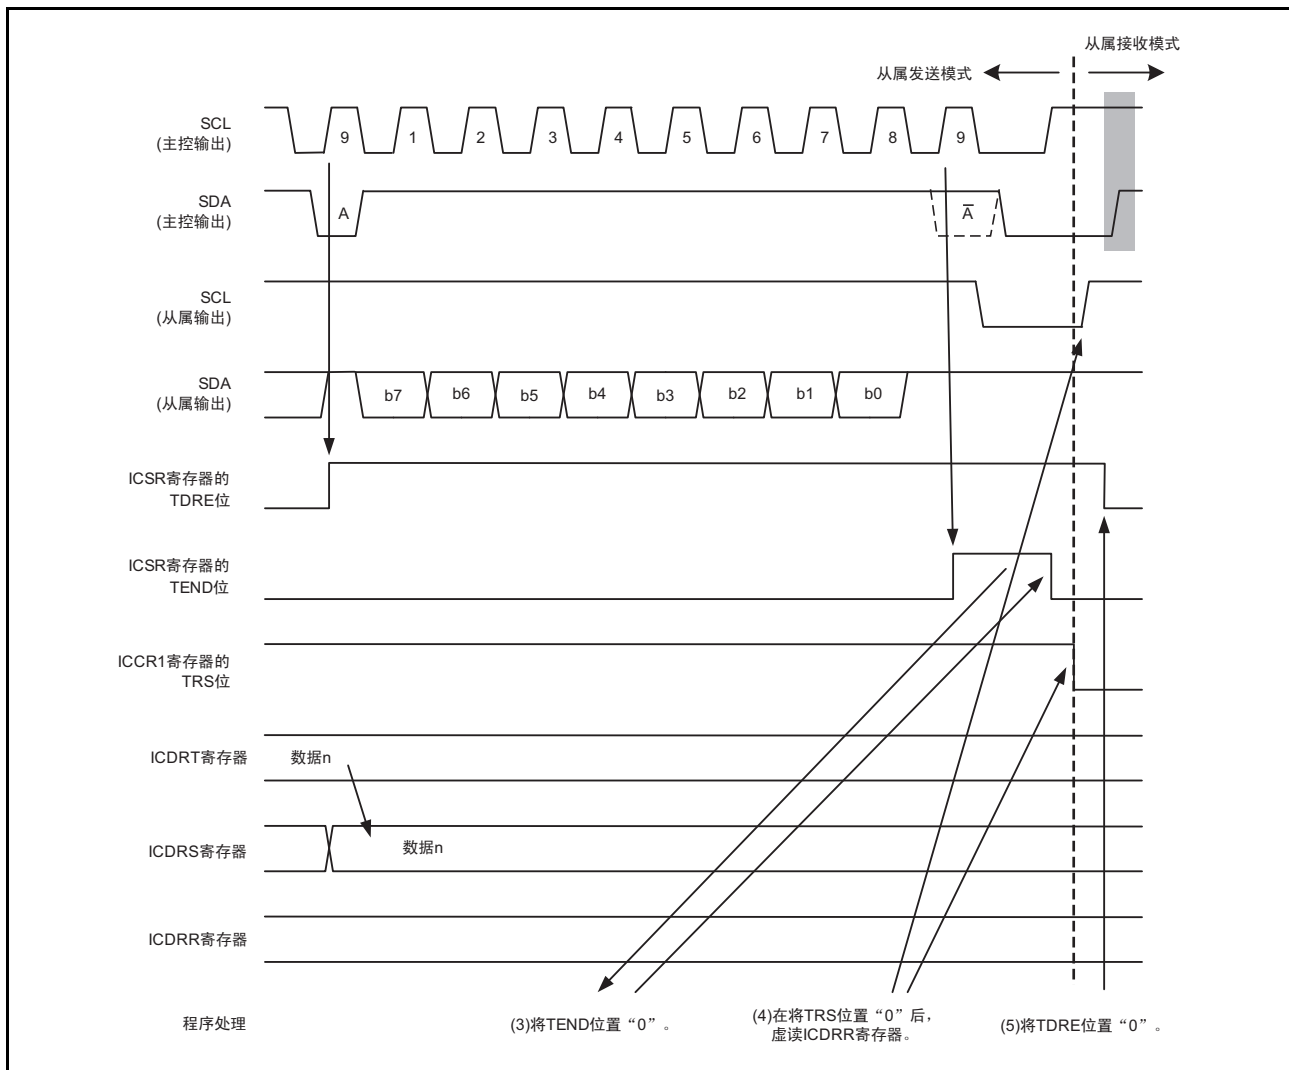 从属接收模式
从属发送模式
SCL
(主控输出)
9 1 2 3 4 5 6 7 8 9
SDA
(主控输出)
A
A̅
SCL
(从属输出)
SDA
(从属输出)
b7 b6 b5 b4 b3 b2 b1 b0
ICSR寄存器的
TDRE位
ICSR寄存器的
TEND位
ICCR1寄存器的
TRS位
ICDRT寄存器
数据n
ICDRS寄存器
数据n
ICDRR寄存器
程序处理
(3)将TEND位置“0”。
(4)在将TRS位置“0”后，
虚读ICDRR寄存器。
(5)将TDRE位置“0”。